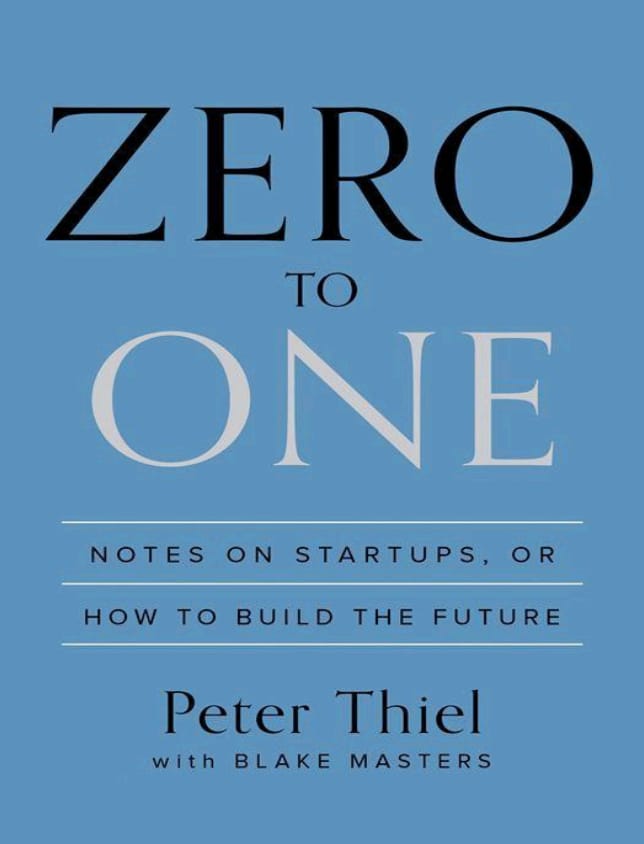 ZERO
TO
ONE
NOTES ON STARTUPS, OR
HOW TO BUILD THE FUTURE
Peter Thiel
with BLAKE MASTERS